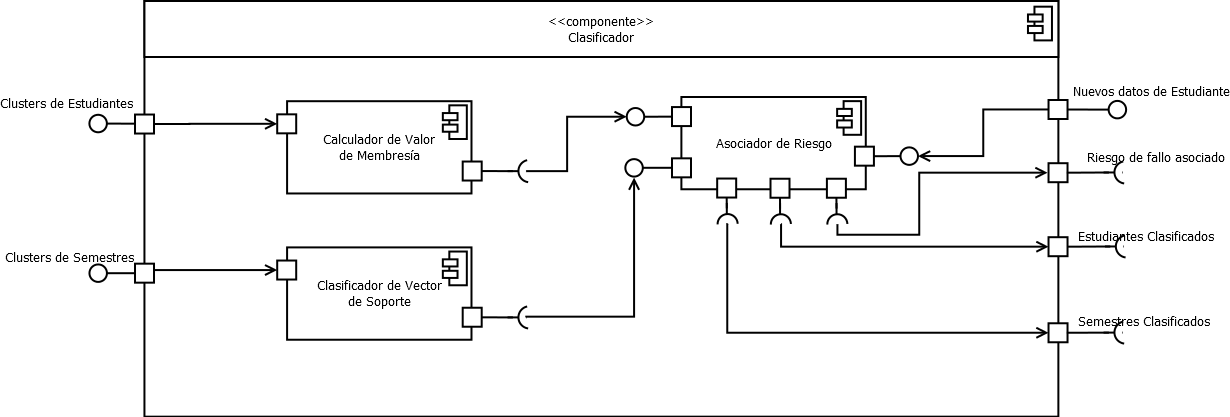 <<componente>>
Clasificador
Clusters de Estudiantes
Calculador de Valor
de Membresía
Asociador de Riesgo
Nuevos datos de Estudiante
Riesgo de fallo asociado
Estudiantes Clasificados
Clusters de Semestres
Clasificador de Vector
de Soporte
Semestres Clasificados